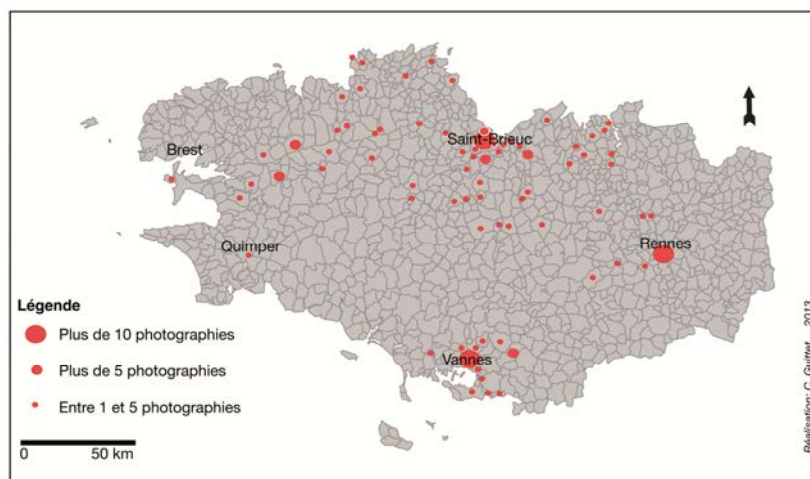 Saint-Brieuc
Brest
Quimper
Rennes
Vannes
Légende
Plus de 10 photographies
Plus de 5 photographies
Entre 1 et 5 photographies
0 50 km
Réalisation: C. Guittet, 2013